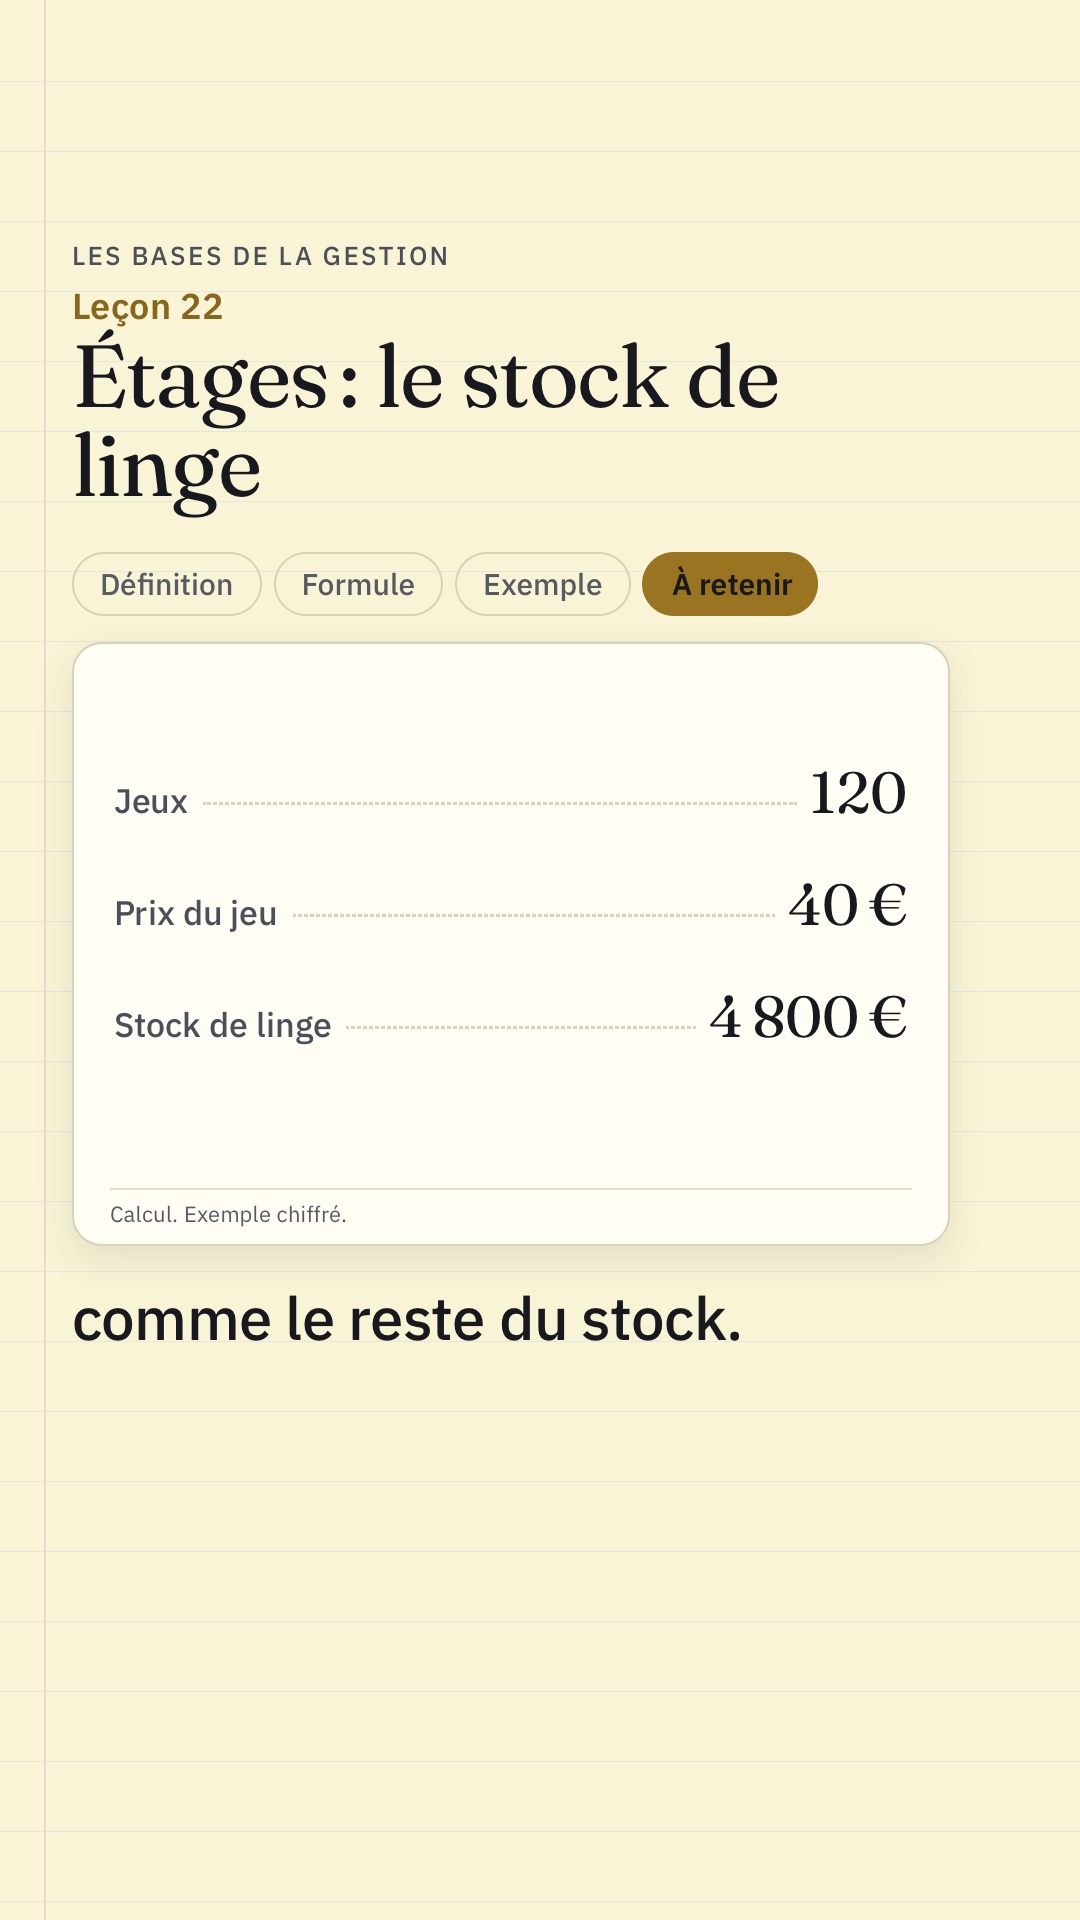 LES BASES DE LA GESTION
Leçon 22
Étages : le stock de
linge
Définition Formule Exemple À retenir
Jeux 120
Prix du jeu 40 €
Stock de linge 4 800 €
Calcul. Exemple chiffré.
comme le reste du stock.